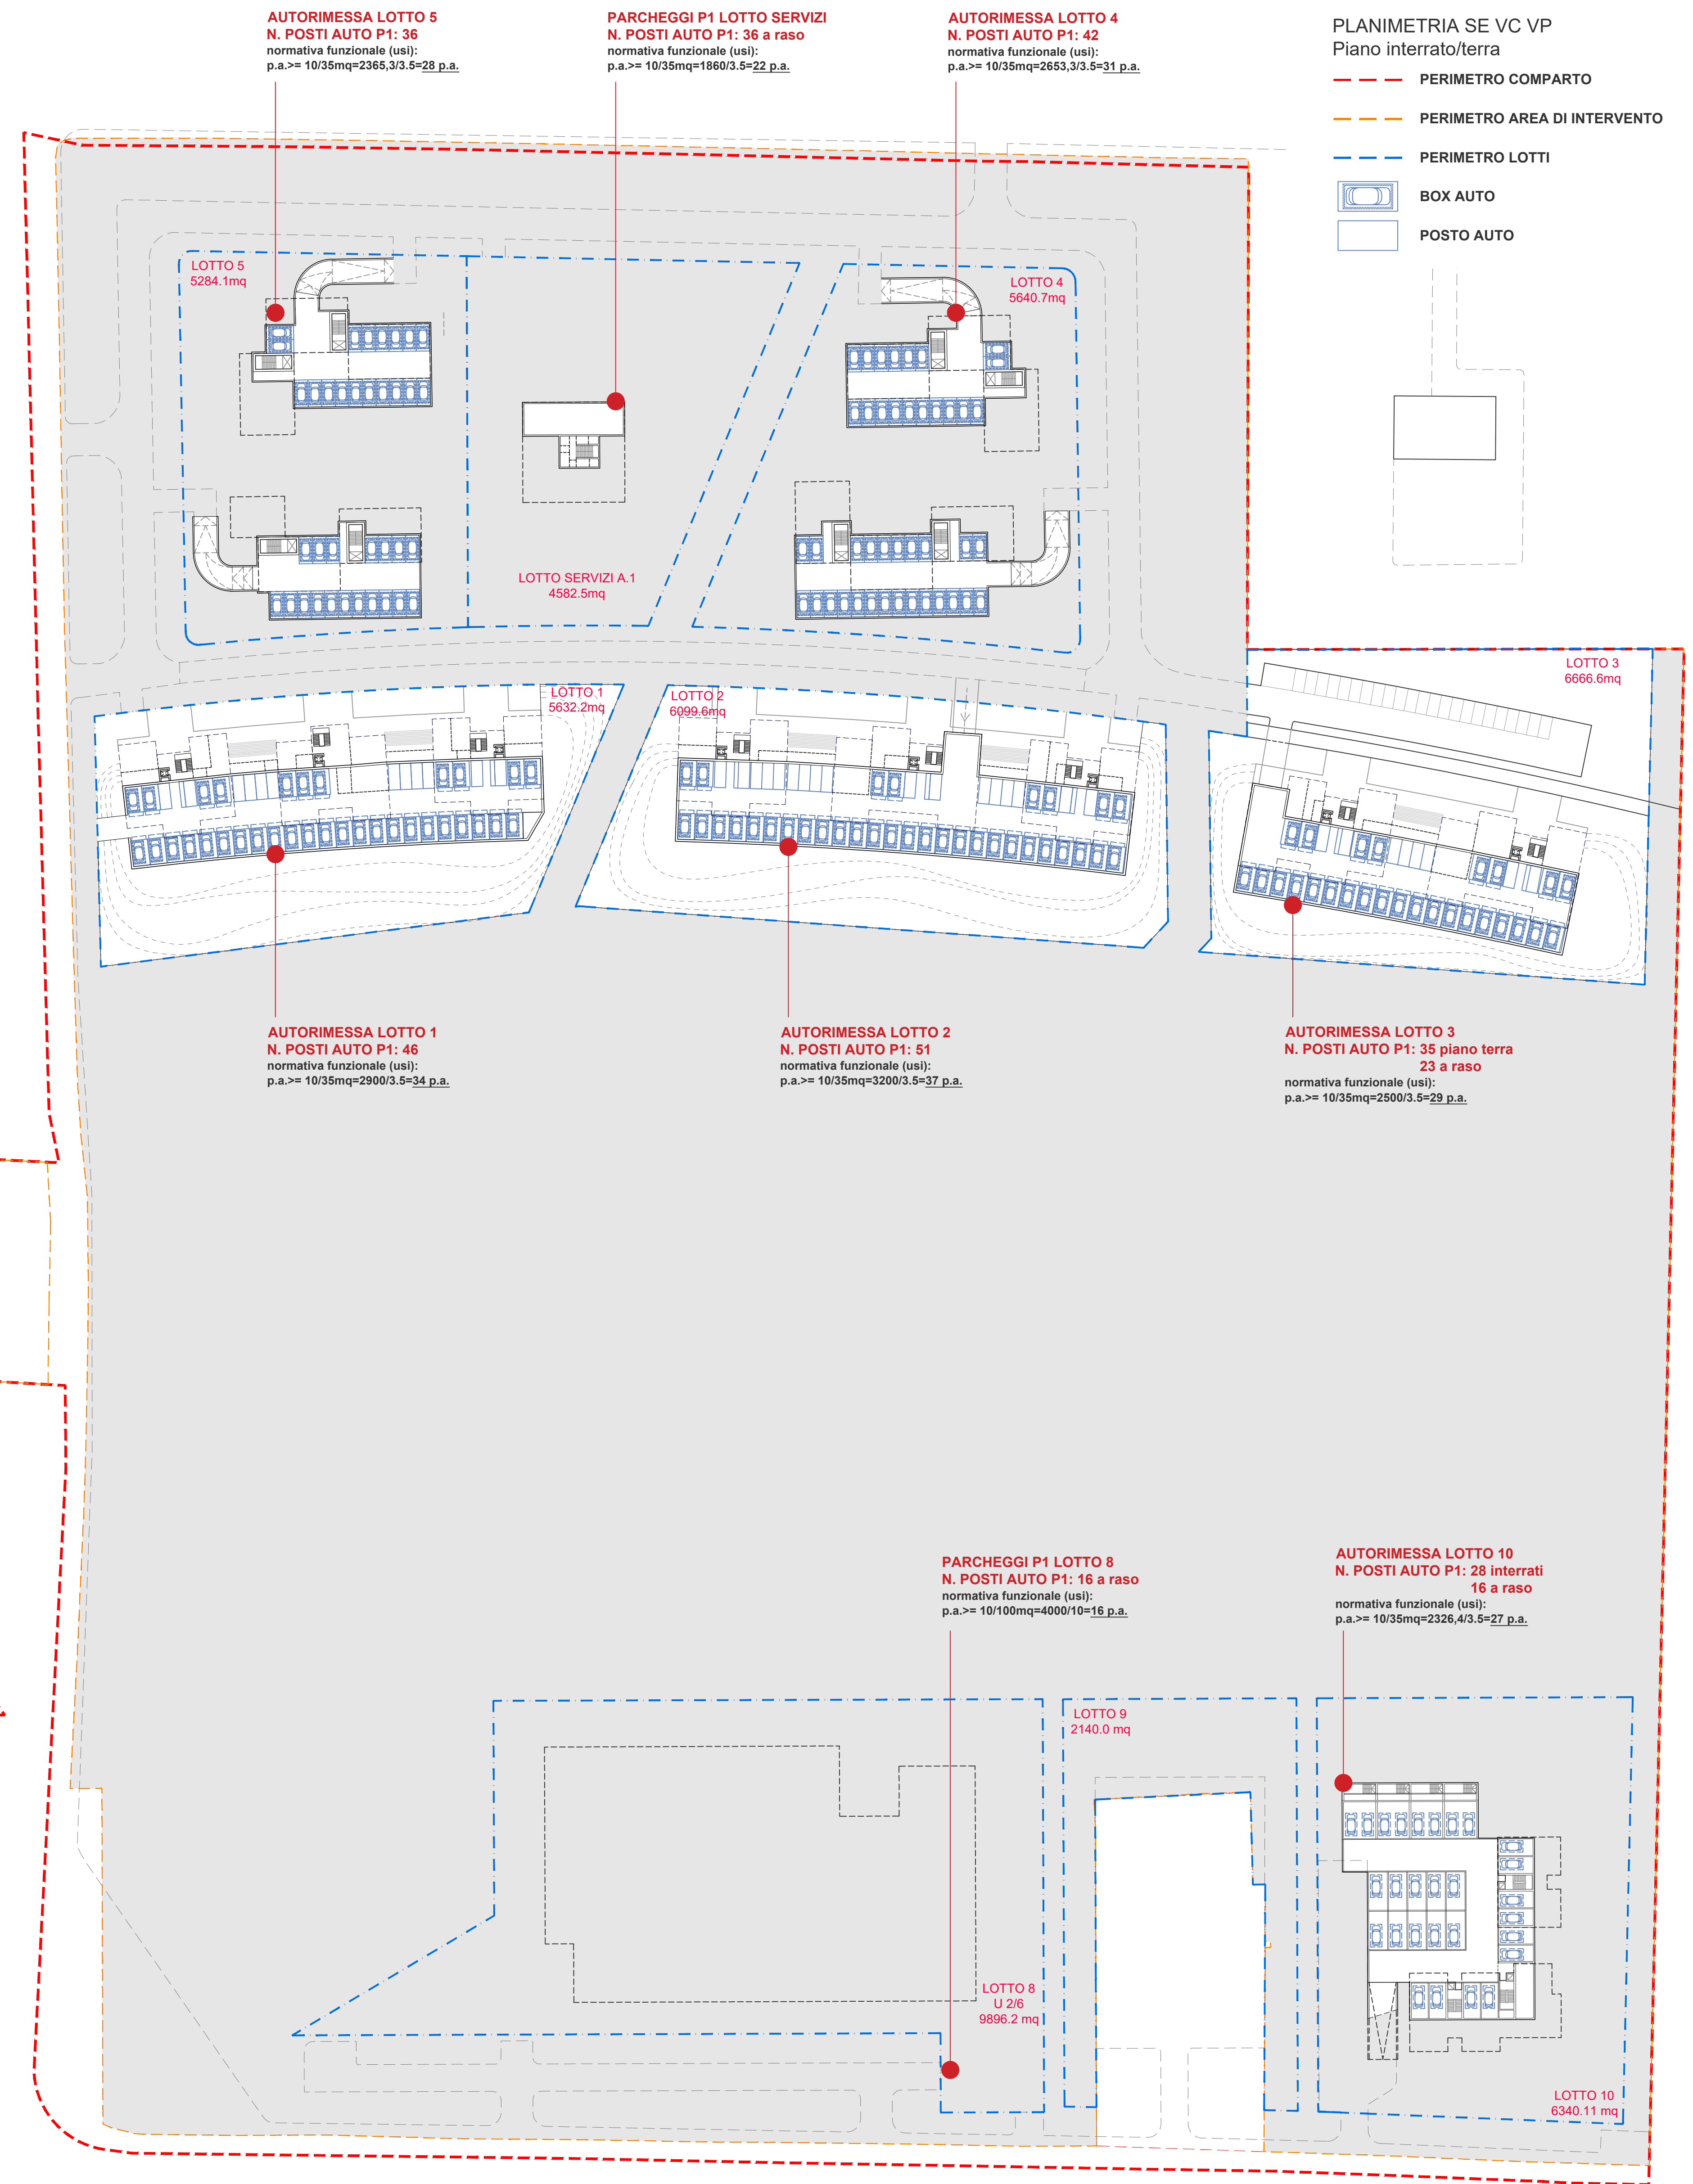 AUTORIMESSA LOTTO 5
N. POSTI AUTO P1: 36
normativa funzionale (usi):
p.a.>= 10/35mq=2365,3/3.5=28 p.a.
PARCHEGGI P1 LOTTO SERVIZI
N. POSTI AUTO P1: 36 a raso
normativa funzionale (usi):
p.a.>= 10/35mq=1860/3.5=22 p.a.
AUTORIMESSA LOTTO 4
N. POSTI AUTO P1: 42
normativa funzionale (usi):
p.a.>= 10/35mq=2653,3/3.5=31 p.a.
PLANIMETRIA SE VC VP
Piano interrato/terra
PERIMETRO COMPARTO
PERIMETRO AREA DI INTERVENTO
PERIMETRO LOTTI
BOX AUTO
POSTO AUTO
LOTTO 5
5284.1mq
LOTTO 4
5640.7mq
LOTTO SERVIZI A.1
4582.5mq
LOTTO 1
5632.2mq
LOTTO 2
6099.6mq
LOTTO 3
6666.6mq
AUTORIMESSA LOTTO 1
N. POSTI AUTO P1: 46
normativa funzionale (usi):
p.a.>= 10/35mq=2900/3.5=34 p.a.
AUTORIMESSA LOTTO 2
N. POSTI AUTO P1: 51
normativa funzionale (usi):
p.a.>= 10/35mq=3200/3.5=37 p.a.
AUTORIMESSA LOTTO 3
N. POSTI AUTO P1: 35 piano terra
23 a raso
normativa funzionale (usi):
p.a.>= 10/35mq=2500/3.5=29 p.a.
PARCHEGGI P1 LOTTO 8
N. POSTI AUTO P1: 16 a raso
normativa funzionale (usi):
p.a.>= 10/100mq=4000/10=16 p.a.
AUTORIMESSA LOTTO 10
N. POSTI AUTO P1: 28 interrati
16 a raso
normativa funzionale (usi):
p.a.>= 10/35mq=2326,4/3.5=27 p.a.
LOTTO 9
2140.0 mq
LOTTO 8
U 2/6
9896.2 mq
LOTTO 10
6340.11 mq